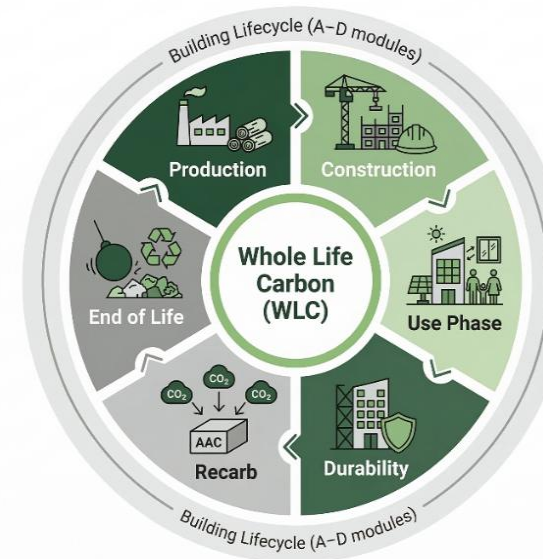 Building Lifecycle (A–D modules)
Production
Construction
Whole Life
Carbon
(WLC)
Use Phase
End of Life
CO₂
CO₂
CO₂
AAC
Recarb
Durability
Building Lifecycle (A–D modules)